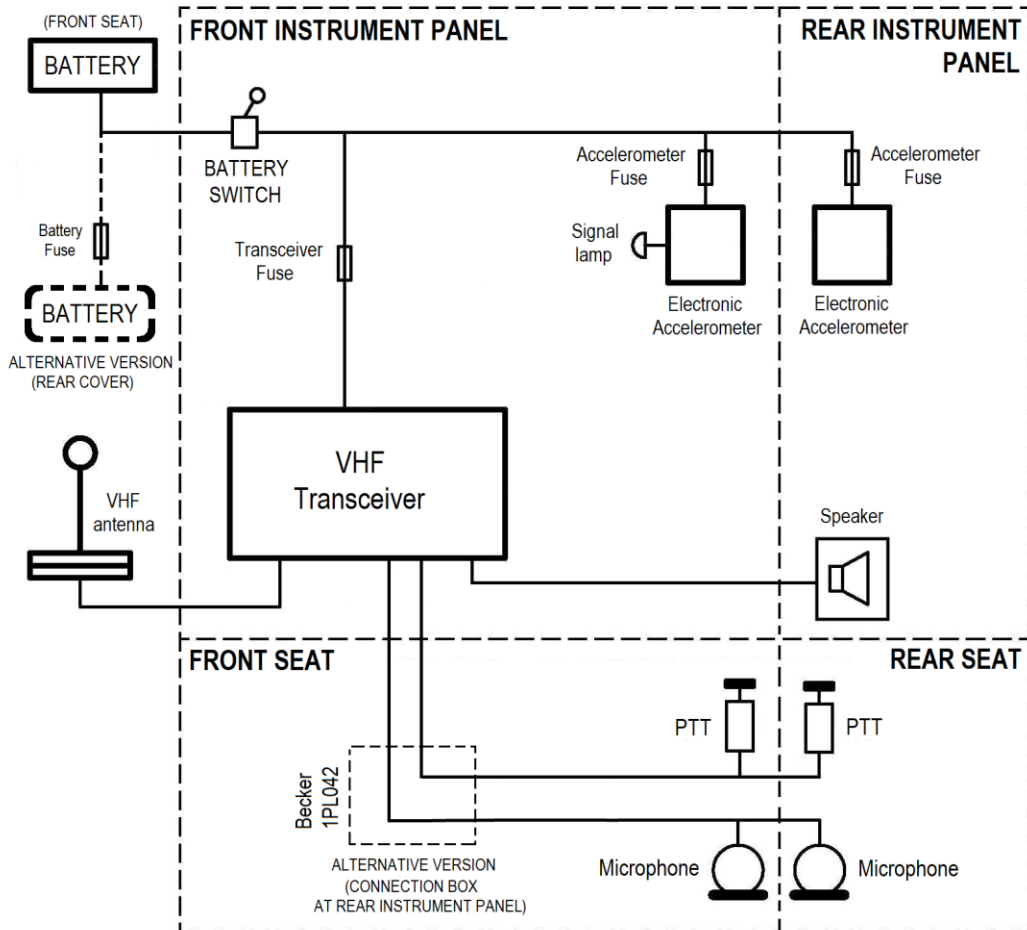 (FRONT SEAT)
BATTERY
FRONT INSTRUMENT PANEL
REAR INSTRUMENT
PANEL
BATTERY
SWITCH
Accelerometer
Fuse
Accelerometer
Fuse
Battery
Fuse
Transceiver
Fuse
Signal
lamp
BATTERY
ALTERNATIVE VERSION
(REAR COVER)
Electronic
Accelerometer
Electronic
Accelerometer
VHF
Transceiver
VHF
antenna
Speaker
FRONT SEAT
REAR SEAT
PTT
PTT
Becker
1PL042
ALTERNATIVE VERSION
(CONNECTION BOX
AT REAR INSTRUMENT PANEL)
Microphone
Microphone